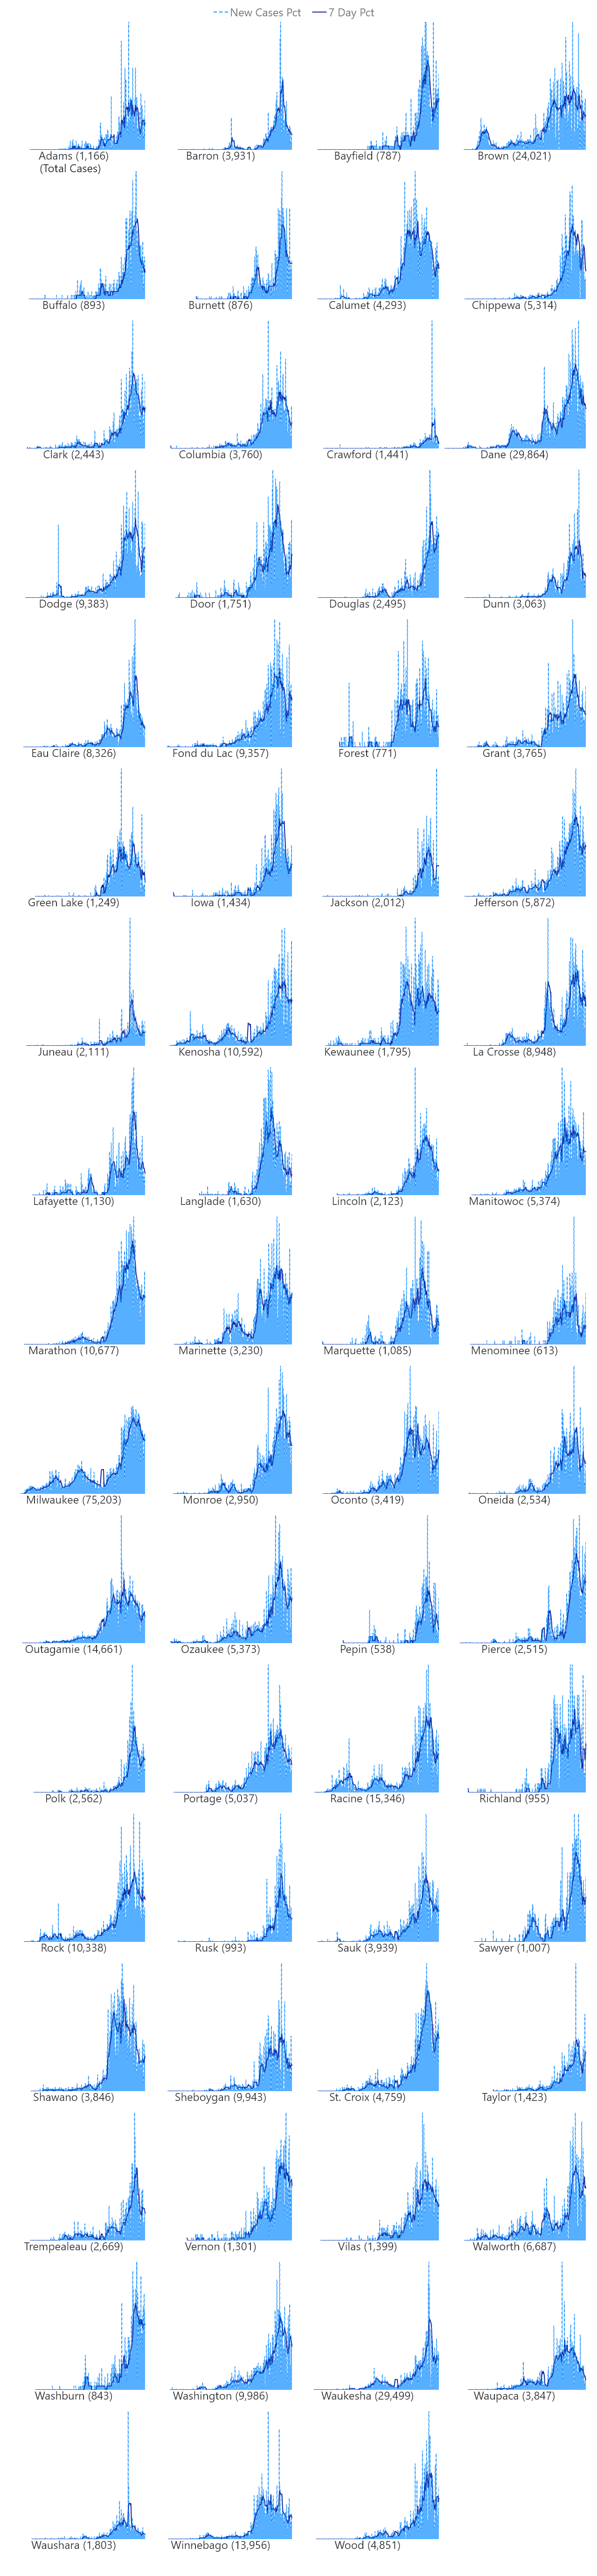 New Cases Pct 7 Day Pct
Adams (1,166) Barron (3,931) Bayfield (787) Brown (24,021)
(Total Cases)
Buffalo (893) Burnett (876) Calumet (4,293) Chippewa (5,314)
Clark (2,443) Columbia (3,760) Crawford (1,441) Dane (29,864)
Dodge (9,383) Door (1,751) Douglas (2,495) Dunn (3,063)
Eau Claire (8,326) Fond du Lac (9,357) Forest (771) Grant (3,765)
Green Lake (1,249) Iowa (1,434) Jackson (2,012) Jefferson (5,872)
Juneau (2,111) Kenosha (10,592) Kewaunee (1,795) La Crosse (8,948)
Lafayette (1,130) Langlade (1,630) Lincoln (2,123) Manitowoc (5,374)
Marathon (10,677) Marinette (3,230) Marquette (1,085) Menominee (613)
Milwaukee (75,203) Monroe (2,950) Oconto (3,419) Oneida (2,534)
Outagamie (14,661) Ozaukee (5,373) Pepin (538) Pierce (2,515)
Polk (2,562) Portage (5,037) Racine (15,346) Richland (955)
Rock (10,338) Rusk (993) Sauk (3,939) Sawyer (1,007)
Shawano (3,846) Sheboygan (9,943) St. Croix (4,759) Taylor (1,423)
Trempealeau (2,669) Vernon (1,301) Vilas (1,399) Walworth (6,687)
Washburn (843) Washington (9,986) Waukesha (29,499) Waupaca (3,847)
Waushara (1,803) Winnebago (13,956) Wood (4,851)